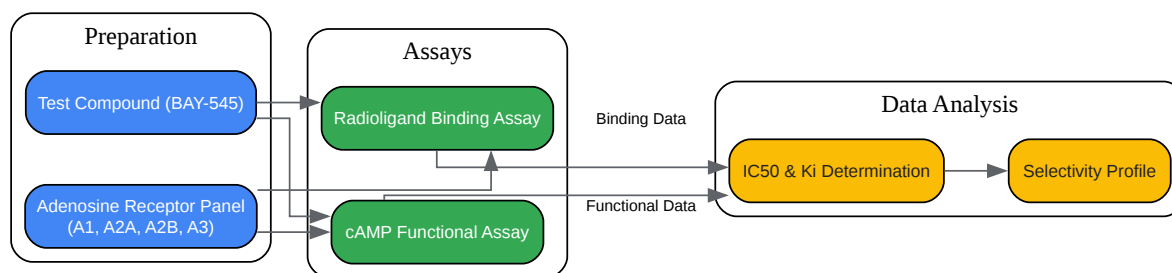 Preparation
Test Compound (BAY-545)
Adenosine Receptor Panel
(A1, A2A, A2B, A3)
Assays
Radioligand Binding Assay
cAMP Functional Assay
Binding Data
Functional Data
Data Analysis
IC50 & Ki Determination
Selectivity Profile